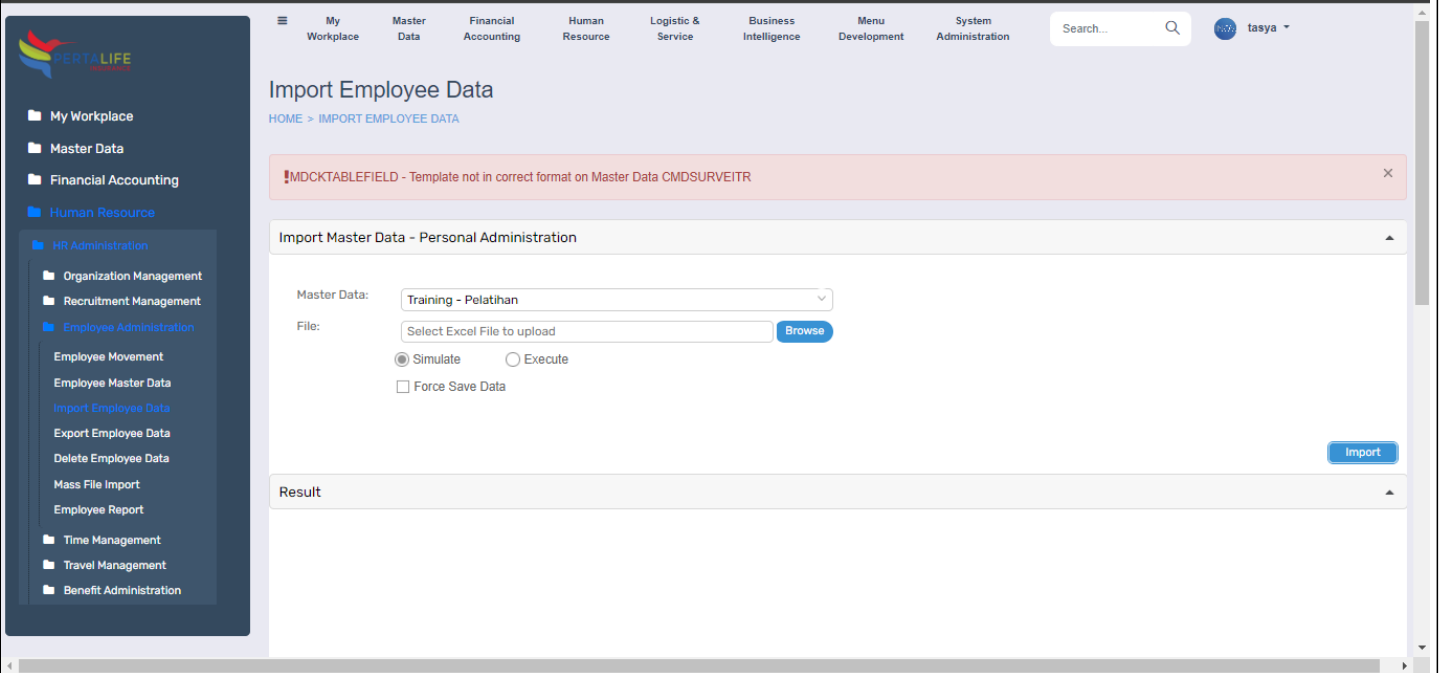 My Workplace
Master Data
Financial Accounting
Human Resource
Logistic & Service
Business Intelligence
Menu Development
System Administration
Search...
tasya
PERTALIFE
My Workplace
Master Data
Financial Accounting
Human Resource
HR Administration
Organization Management
Recruitment Management
Employee Administration
Employee Movement
Employee Master Data
Import Employee Data
Export Employee Data
Delete Employee Data
Mass File Import
Employee Report
Time Management
Travel Management
Benefit Administration
Import Employee Data
HOME > IMPORT EMPLOYEE DATA
!MDCKTABLEFIELD - Template not in correct format on Master Data CMDSURVEITR
×
Import Master Data - Personal Administration
Master Data:
Training - Pelatihan
File:
Select Excel File to upload
Browse
Simulate
Execute
Force Save Data
Import
Result